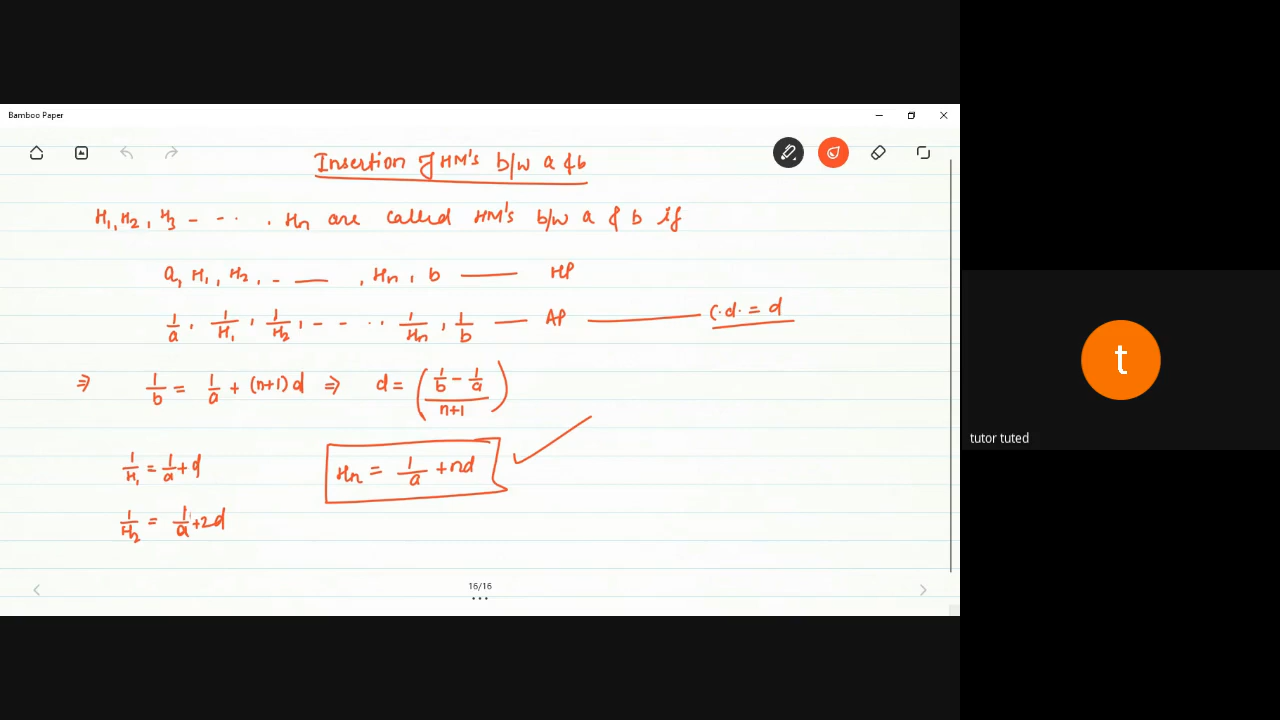 Bamboo Paper
Insertion of HM's b/w a & b
H₁, H₂, H₃ - - - . Hn are called HM's b/w a & b if
a, H₁, H₂, - — , Hn, b — HP
1/a, 1/H₁, 1/H₂, - - - .. 1/Hn, 1/b — AP — C.d. = d
⇒ 1/b = 1/a + (n+1)d ⇒ d = ((1/b - 1/a)/(n+1))
1/H₁ = 1/a + d
Hn = 1/a + nd
1/H₂ = 1/a + 2d
16/16
t
tutor tuted